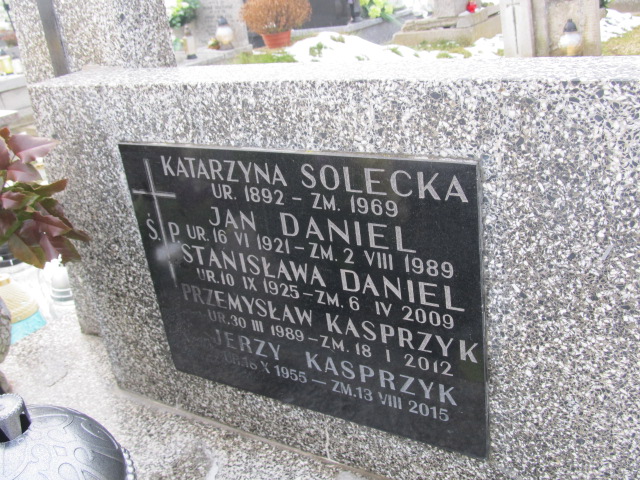 KATARZYNA SOLECKA
UR. 1892 - ZM. 1969
JAN DANIEL
Ś P UR. 16 VI 1921 - ZM. 2 VIII 1989
STANISŁAWA DANIEL
UR. 10 IX 1925 - ZM. 6 IV 2009
PRZEMYSŁAW KASPRZYK
UR. 30 III 1989 - ZM. 18 I 2012
JERZY KASPRZYK
X 1955 - ZM. 13 VIII 2015